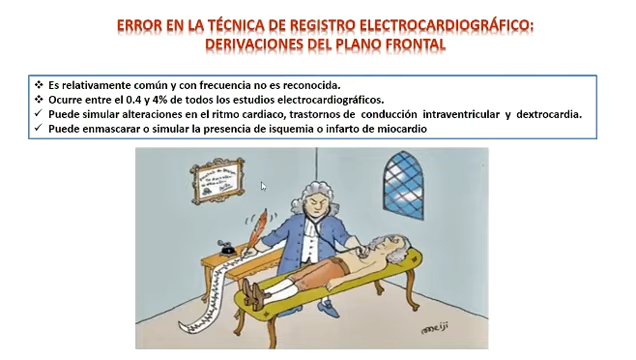 ERROR EN LA TÉCNICA DE REGISTRO ELECTROCARDIOGRÁFICO:
DERIVACIONES DEL PLANO FRONTAL
❖ Es relativamente común y con frecuencia no es reconocida.
❖ Ocurre entre el 0.4 y 4% de todos los estudios electrocardiográficos.
✓ Puede simular alteraciones en el ritmo cardiaco, trastornos de conducción intraventricular y dextrocardia.
✓ Puede enmascarar o simular la presencia de isquemia o infarto de miocardio
meiji